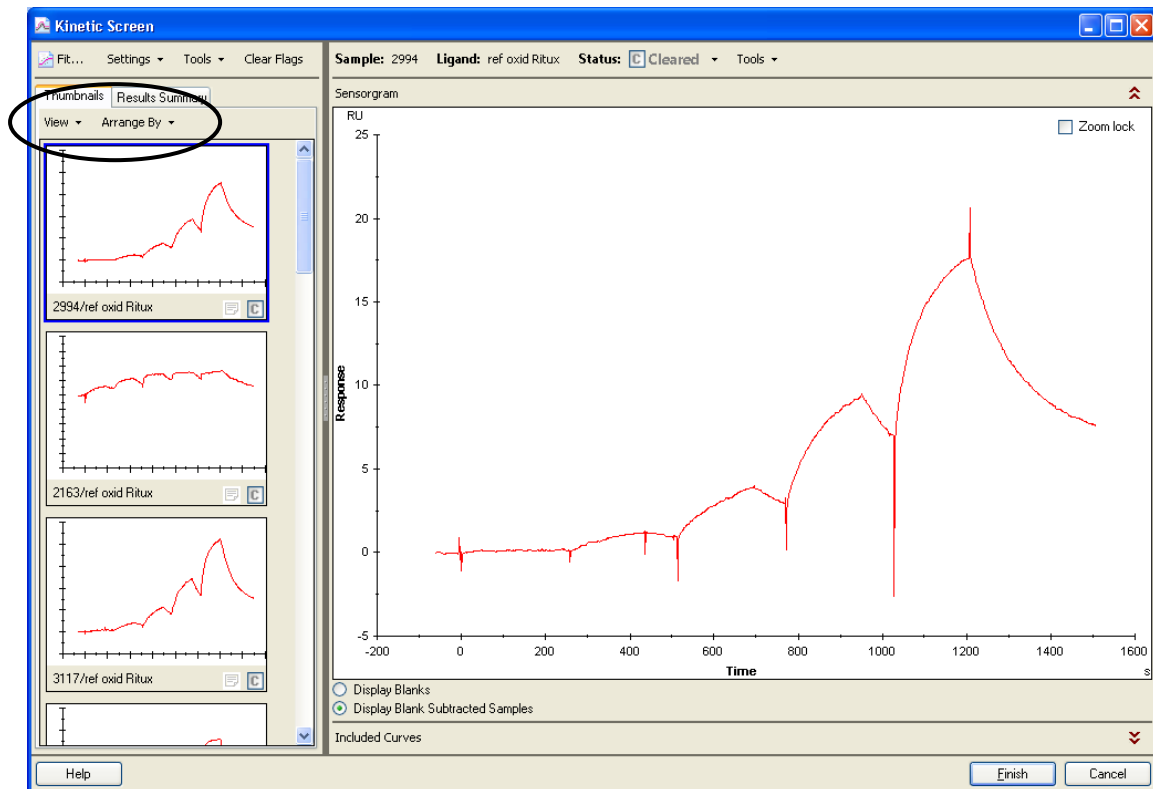 Kinetic Screen
Fit... Settings Tools Clear Flags
Thumbnails Results Summary
View Arrange By
2994/ref oxid Ritux C
2163/ref oxid Ritux C
3117/ref oxid Ritux C
Sample: 2994 Ligand: ref oxid Ritux Status: C Cleared Tools
Sensorgram
RU
Zoom lock
25
20
15
10
5
0
-5
Response
-200 0 200 400 600 800 1000 1200 1400 1600
Time
s
Display Blanks
Display Blank Subtracted Samples
Included Curves
Help Finish Cancel